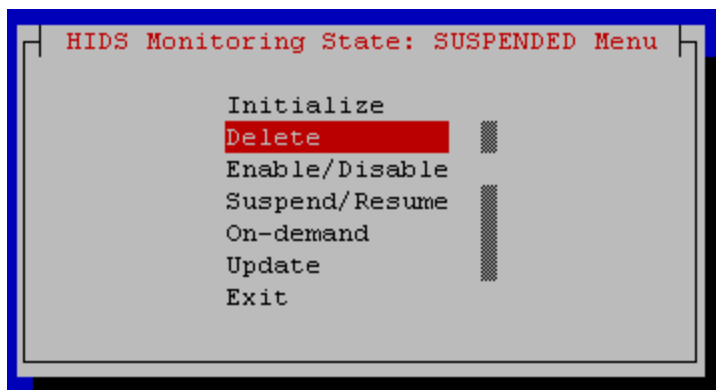 HIDS Monitoring State: SUSPENDED Menu
Initialize
Delete
Enable/Disable
Suspend/Resume
On-demand
Update
Exit